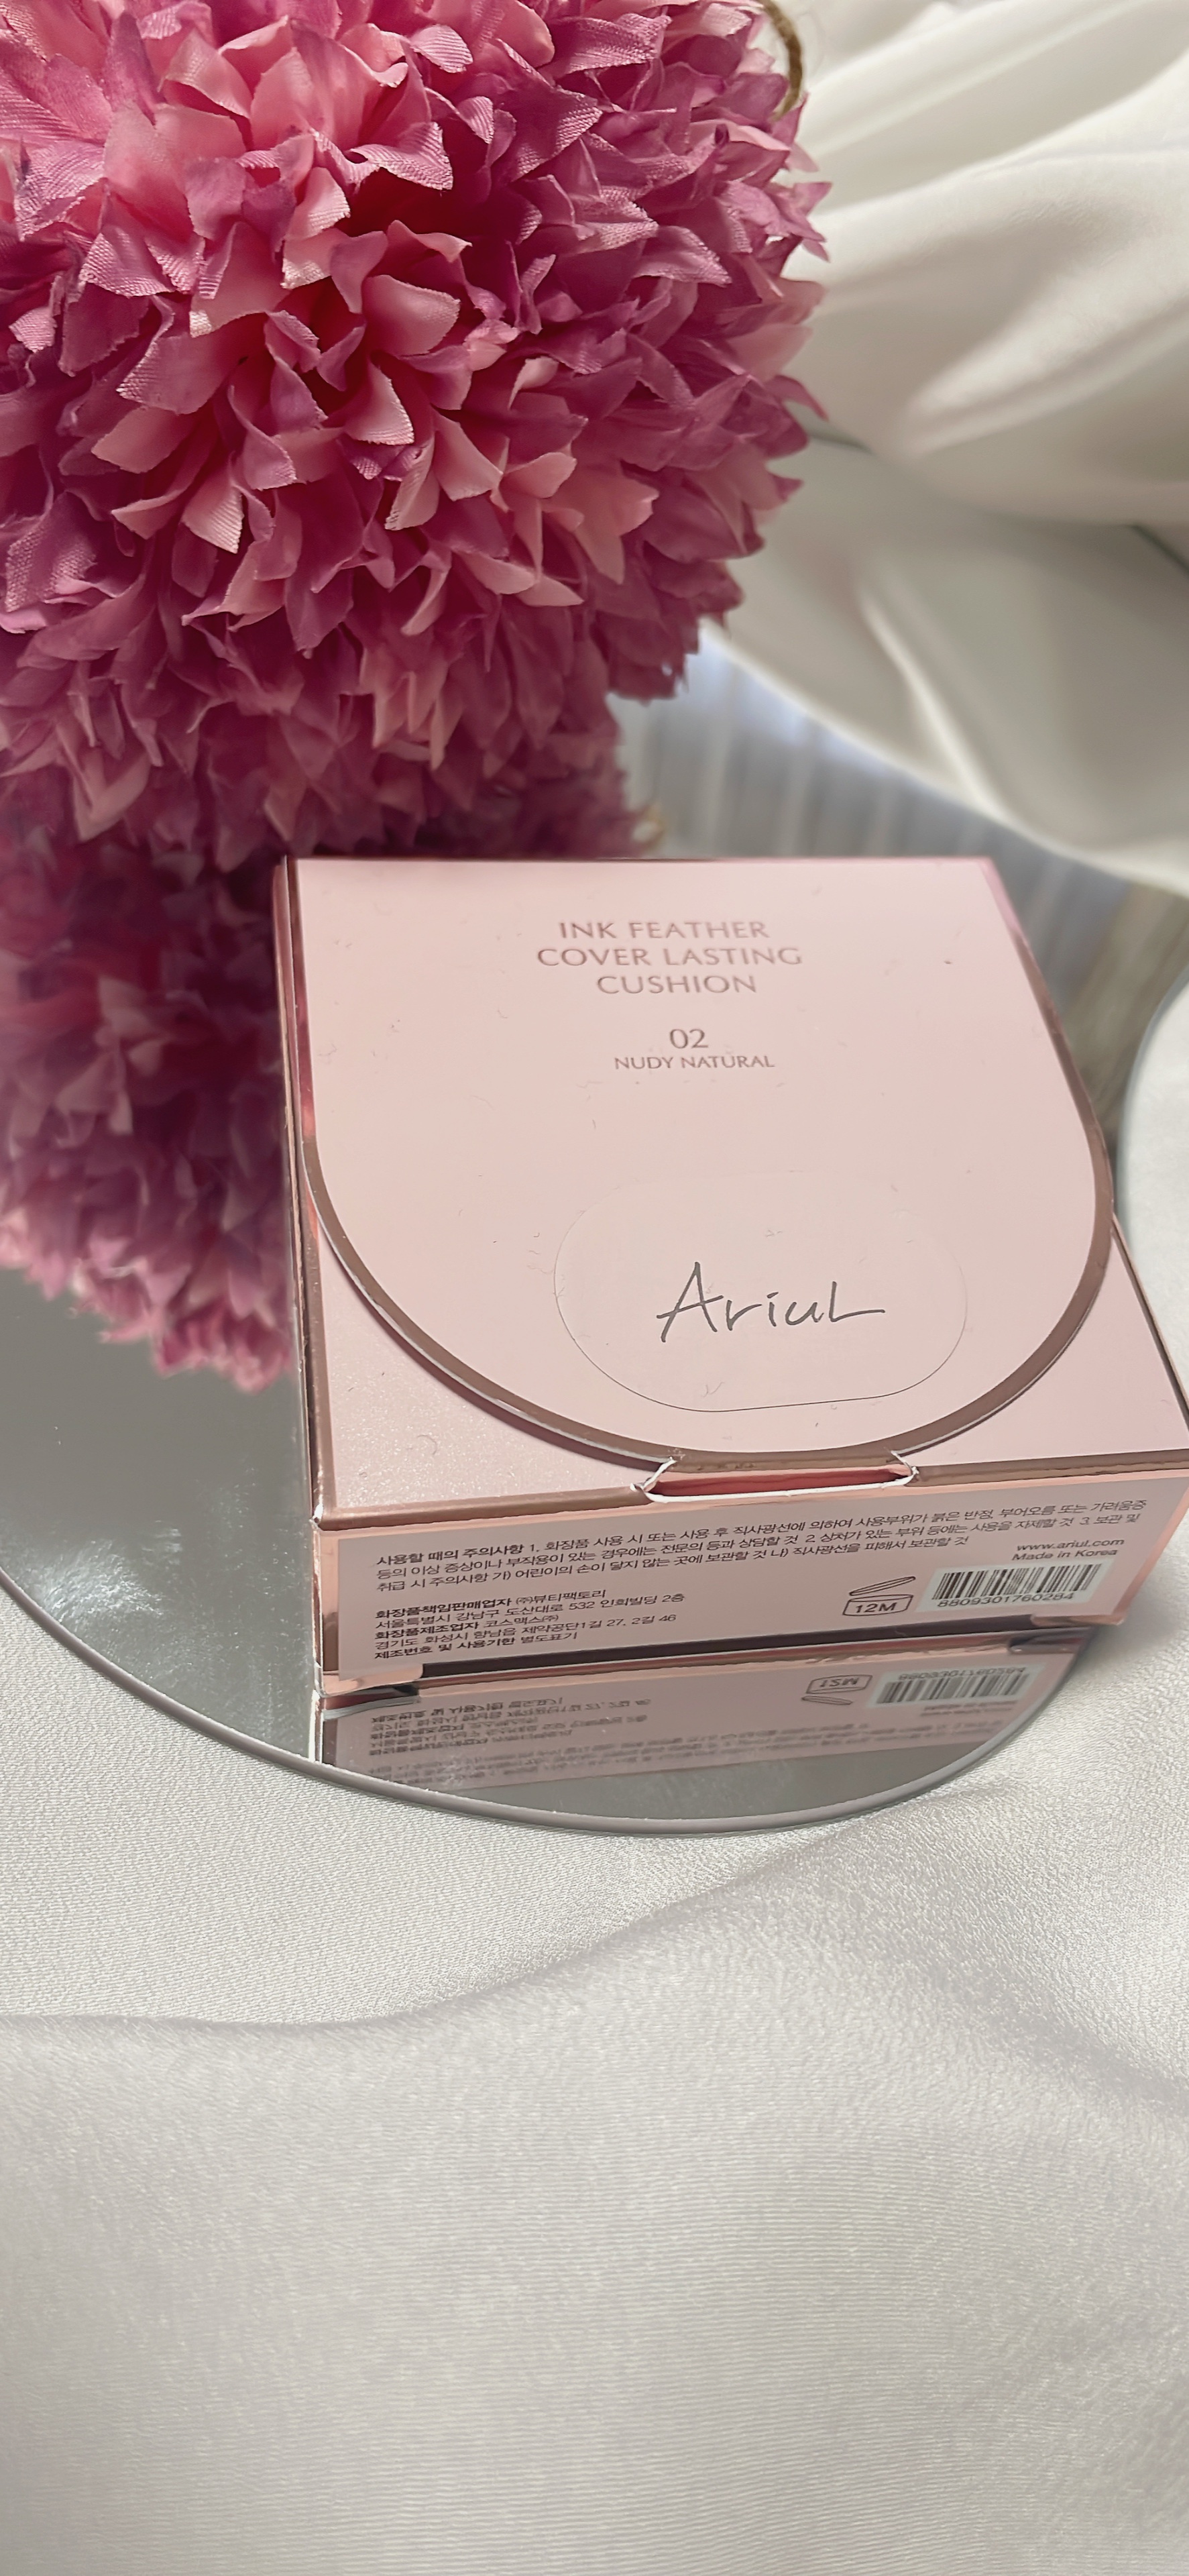 INK FEATHER
COVER LASTING
CUSHION
02
NUDY NATURAL
Ariul
사용할 때의 주의사항 1. 화장품 사용 시 또는 사용 후 직사광선에 의하여 사용부위가 붉은 반점, 부어오름 또는 가려움증
등의 이상 증상이나 부작용이 있는 경우에는 전문의 등과 상담할 것 2. 상처가 있는 부위 등에는 사용을 자제할 것 3. 보관 및
취급 시 주의사항 가) 어린이의 손이 닿지 않는 곳에 보관할 것 나) 직사광선을 피해서 보관할 것
화장품책임판매업자 ㈜뷰티팩토리
서울특별시 강남구 도산대로 532 인희빌딩 2층
화장품제조업자 코스맥스㈜
경기도 화성시 향남읍 제약공단1길 27, 2길 46
제조번호 및 사용기한 별도표기
12M
www.ariul.com
Made in Korea
8809301760284